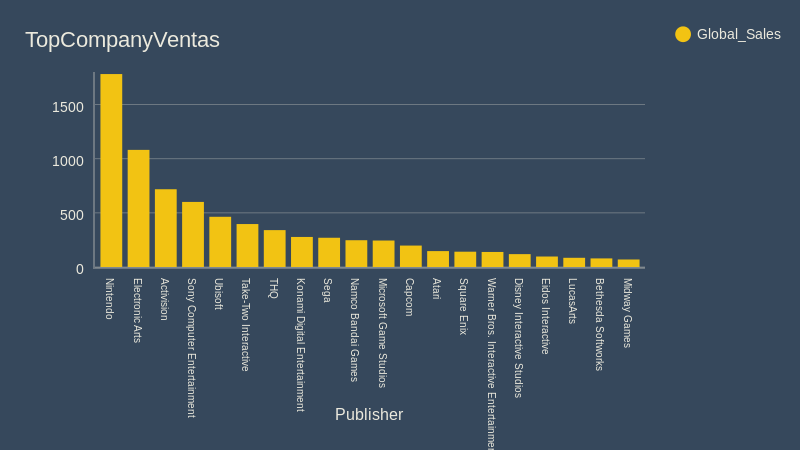 TopCompanyVentas
Global_Sales
1500
1000
500
0
Nintendo
Electronic Arts
Activision
Sony Computer Entertainment
Ubisoft
Take-Two Interactive
THQ
Konami Digital Entertainment
Sega
Namco Bandai Games
Microsoft Game Studios
Capcom
Atari
Square Enix
Warner Bros. Interactive Entertainmen
Disney Interactive Studios
Eidos Interactive
LucasArts
Bethesda Softworks
Midway Games
Publisher